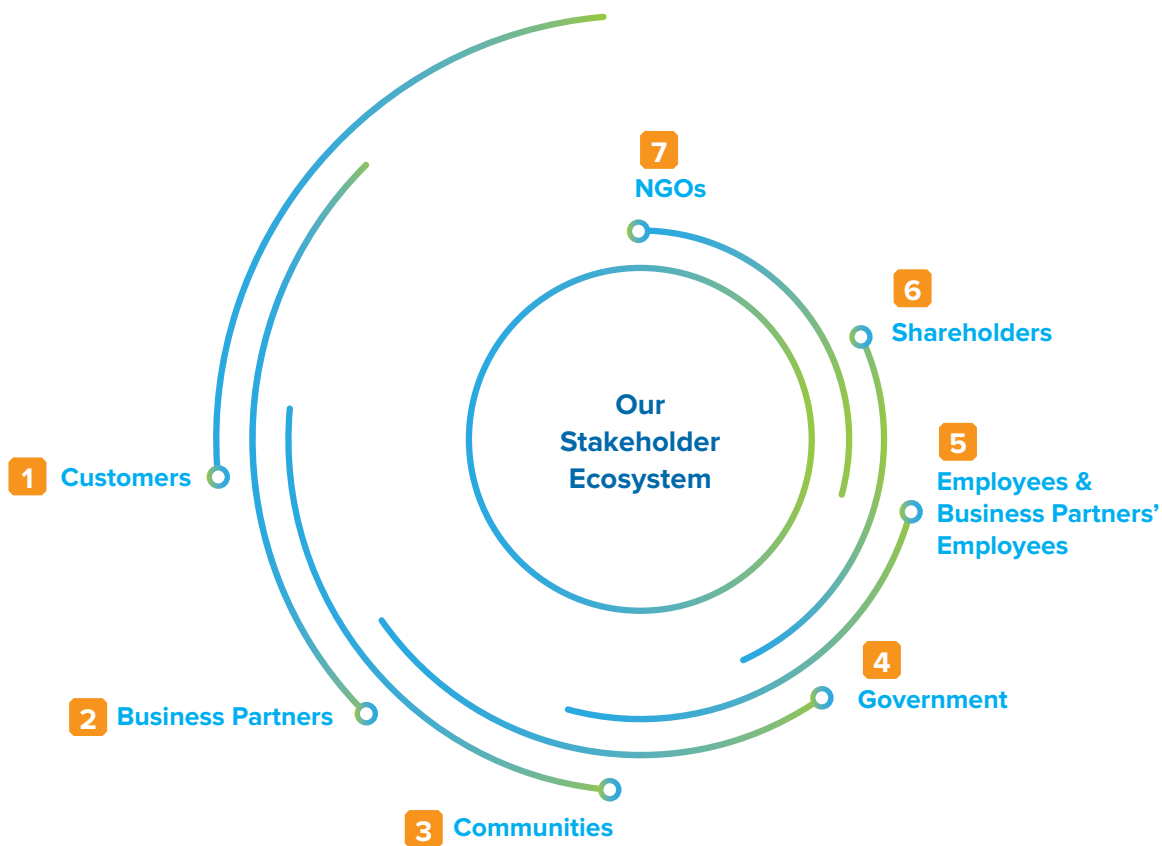 Our
Stakeholder
Ecosystem
1 Customers
2 Business Partners
3 Communities
4
Government
5
Employees &
Business Partners’
Employees
6
Shareholders
7
NGOs